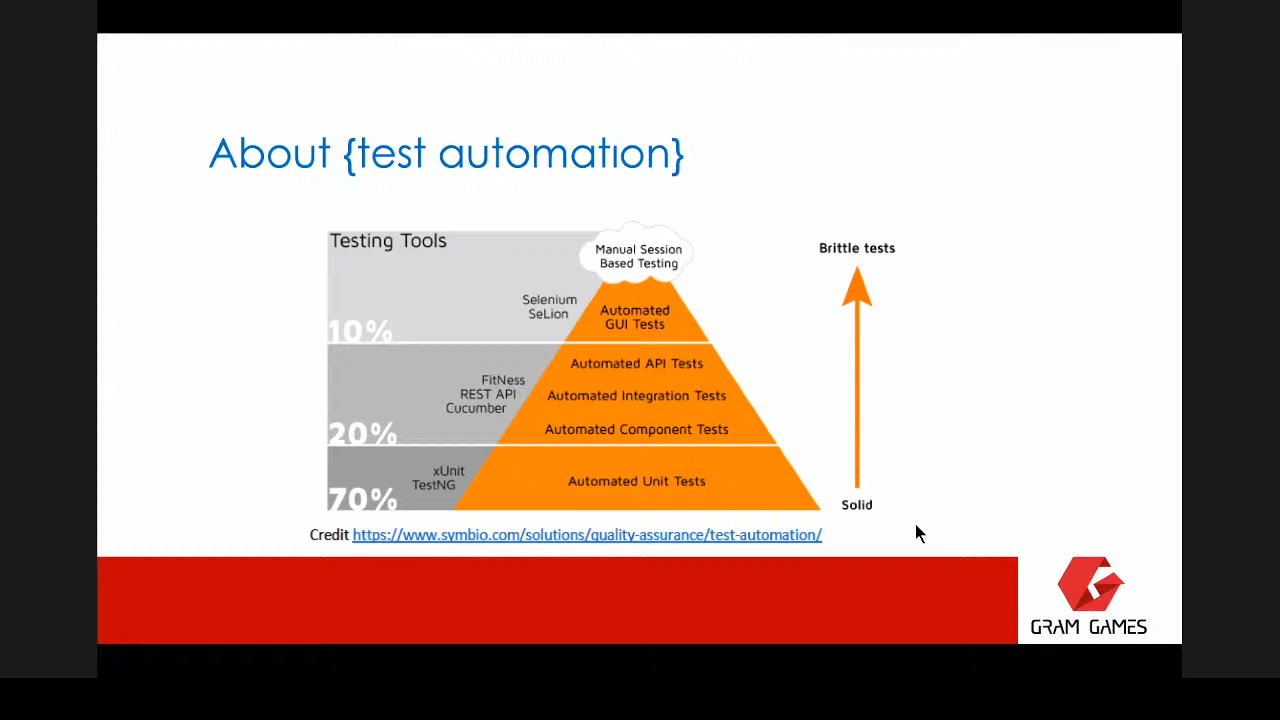 About {test automatıon}
Testing Tools
Manual Session
Based Testing
Brittle tests
Selenium
SeLion
Automated
GUI Tests
10%
FitNess
REST API
Cucumber
Automated API Tests
Automated Integration Tests
Automated Component Tests
20%
xUnit
TestNG
Automated Unit Tests
70%
Solid
Credit https://www.symbio.com/solutions/quality-assurance/test-automation/
GRAM GAMES